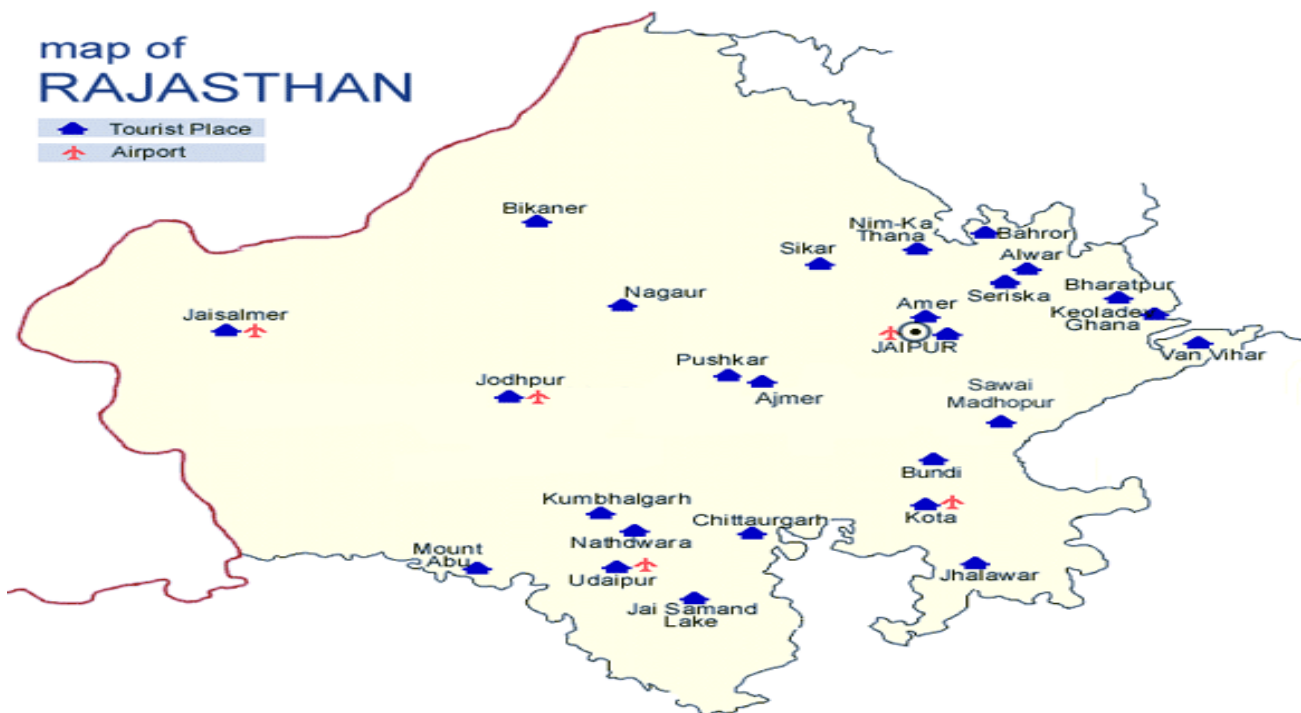 map of
RAJASTHAN
Tourist Place
Airport
Bikaner
Nim-Ka
Thana
Bahror
Sikar
Alwar
Seriska
Bharatpur
Nagaur
Amer
Keoladev
Ghana
Jaisalmer
JAIPUR
Van Vihar
Pushkar
Jodhpur
Ajmer
Sawai
Madhopur
Bundi
Kumbhalgarh
Chittaurgarh
Kota
Nathdwara
Mount
Abu
Udaipur
Jhalawar
Jai Samand
Lake